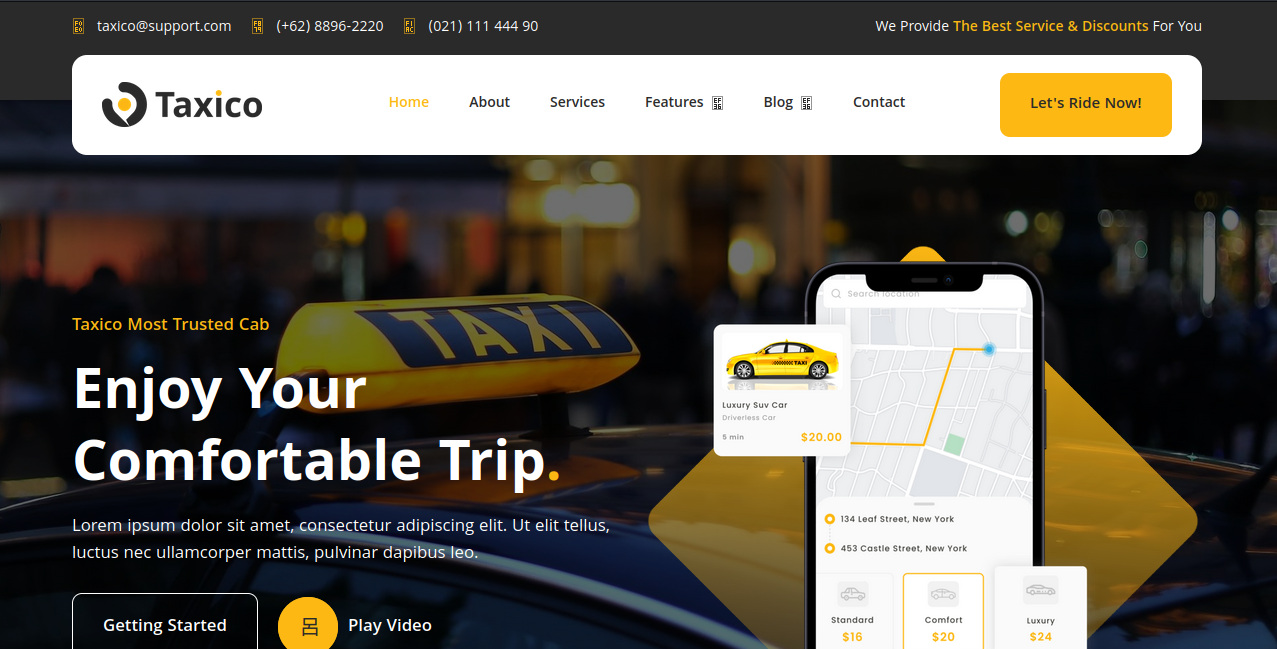 taxico@support.com (+62) 8896-2220 (021) 111 444 90 We Provide The Best Service & Discounts For You
Taxico Home About Services Features Blog Contact Let's Ride Now!
TAXI
Search location
Taxico Most Trusted Cab
Enjoy Your
Comfortable Trip.
TAXI
Luxury Suv Car
Driverless Car
5 min $20.00
Lorem ipsum dolor sit amet, consectetur adipiscing elit. Ut elit tellus,
luctus nec ullamcorper mattis, pulvinar dapibus leo.
134 Leaf Street, New York
453 Castle Street, New York
Getting Started Play Video
Standard Comfort Luxury
$16 $20 $24